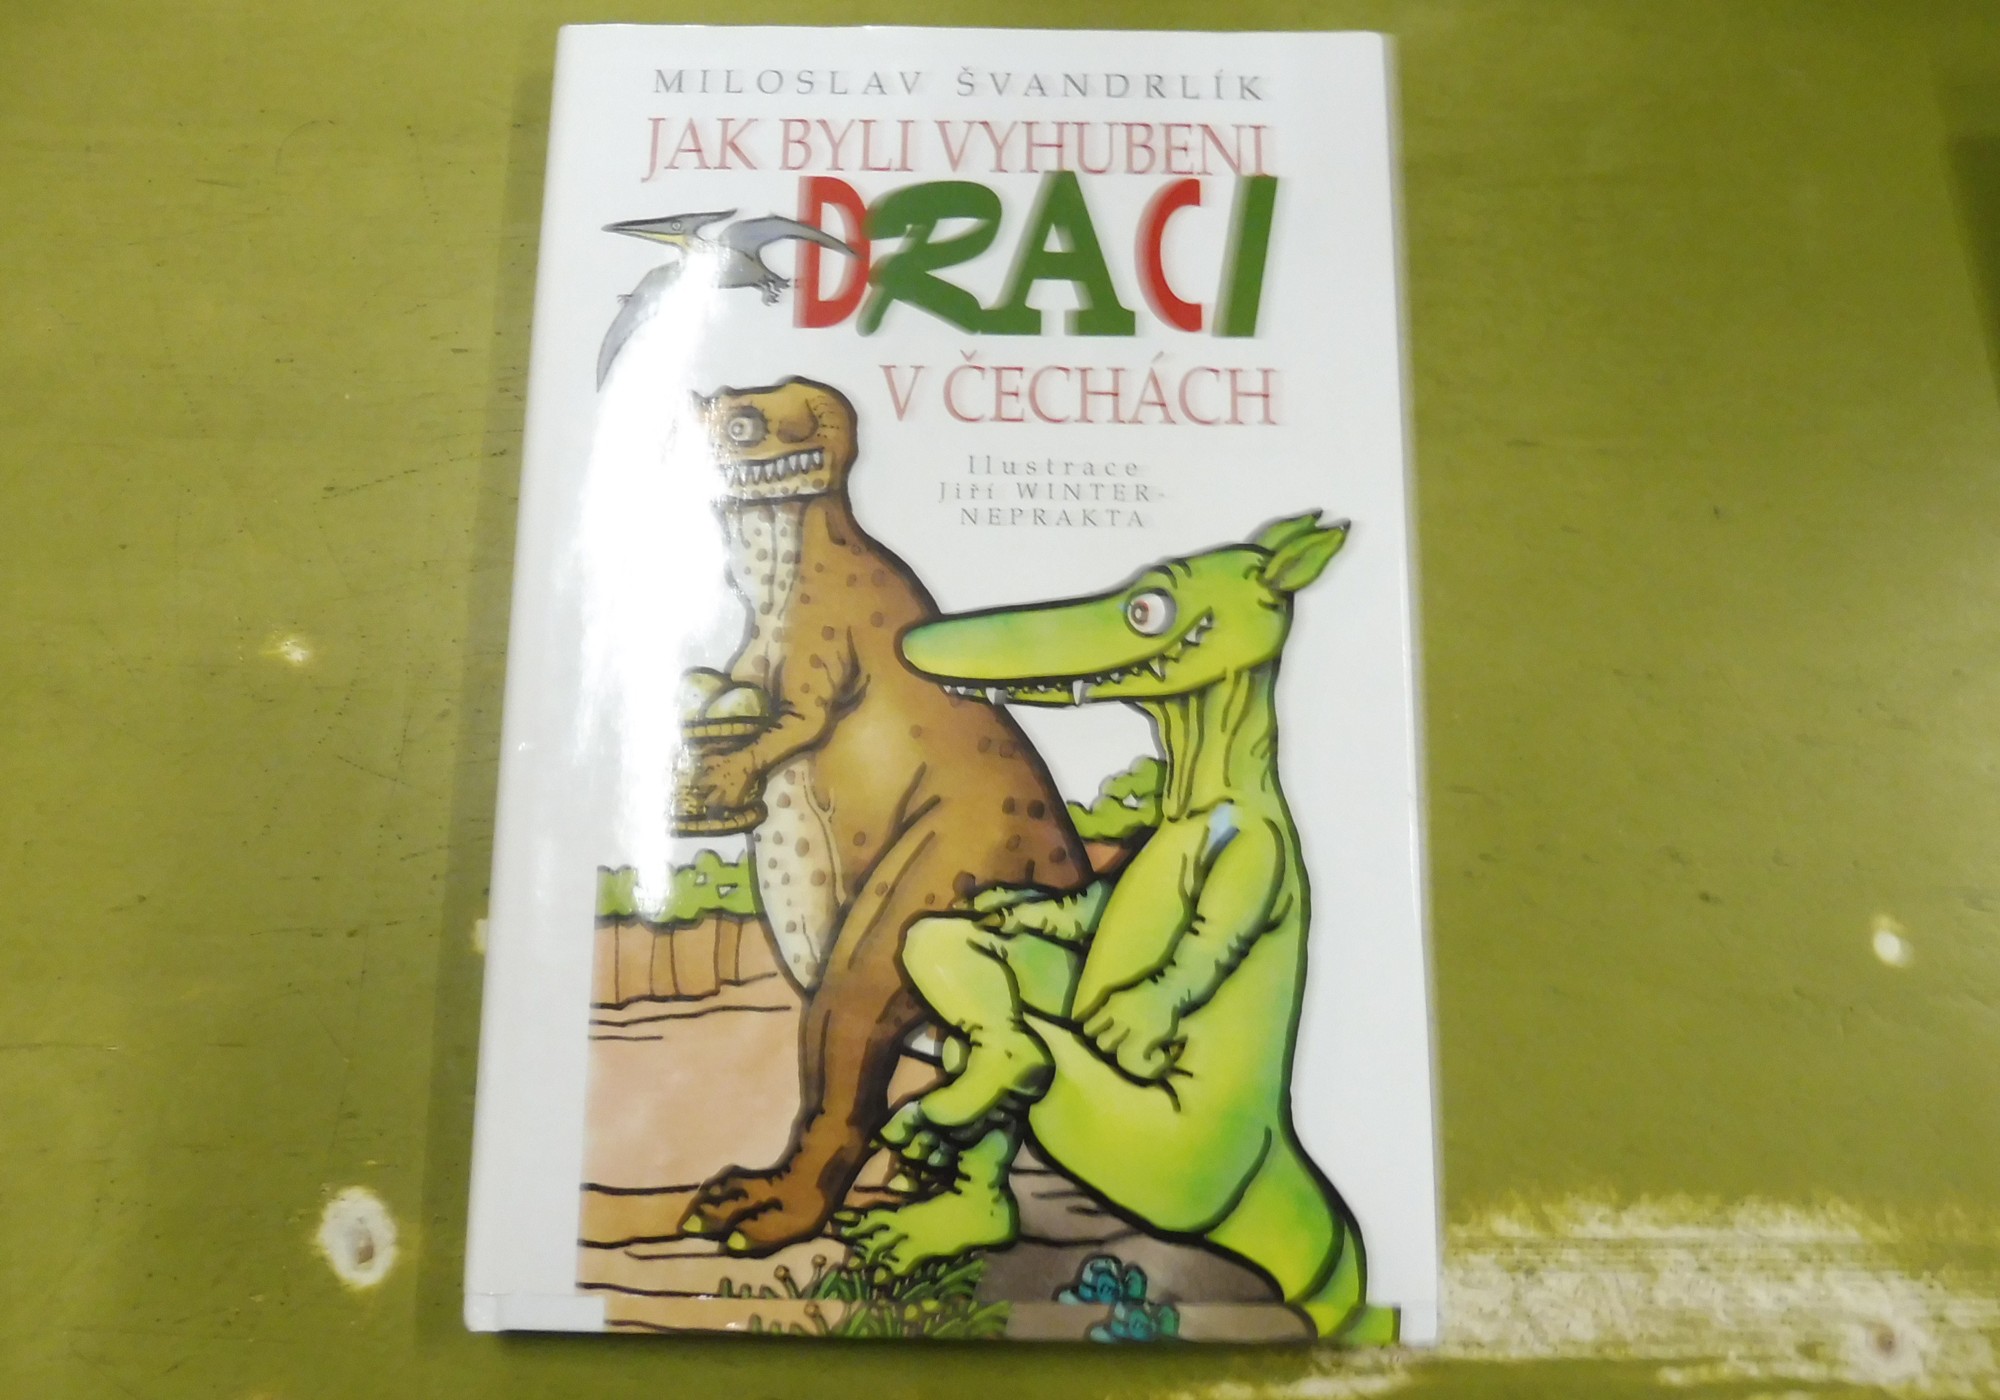 MILOSLAV ŠVANDRLÍK
JAK BYLI VYHUBENI
DRACI
V ČECHÁCH
Ilustrace
Jiří WINTER-
NEPRAKTA